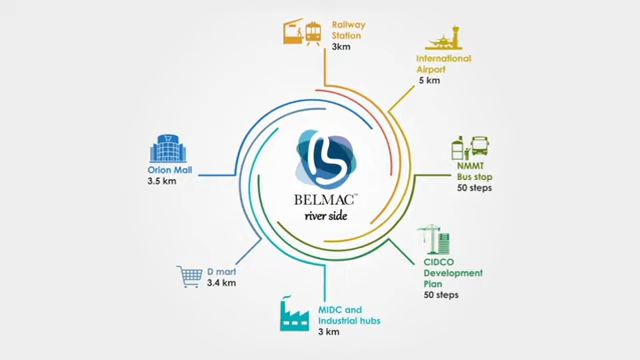 Railway
Station
3km
International
Airport
5 km
NMMT
Bus stop
50 steps
CIDCO
Development
Plan
50 steps
MIDC and
Industrial hubs
3 km
D mart
3.4 km
Orion Mall
3.5 km
BELMAC™
river side